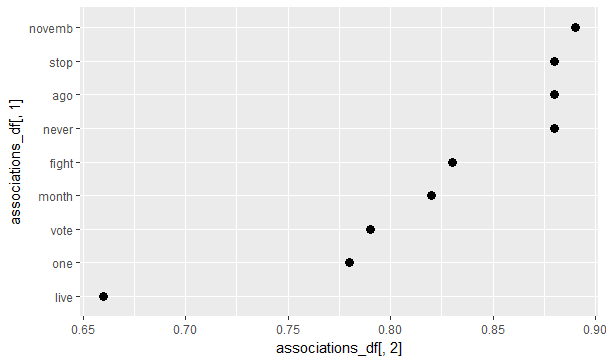 novemb
stop
ago
never
fight
month
vote
one
live
0.65 0.70 0.75 0.80 0.85 0.90
associations_df[, 2]
associations_df[, 1]